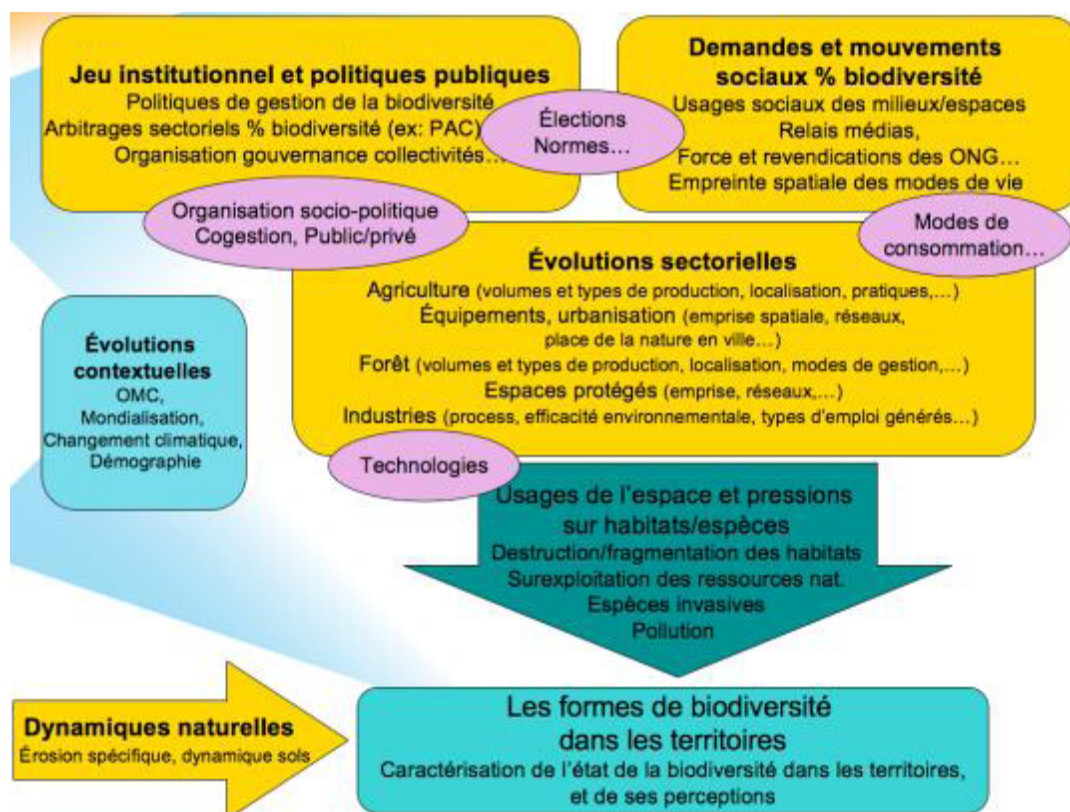 Jeu institutionnel et politiques publiques
Politiques de gestion de la biodiversité
Arbitrages sectoriels % biodiversité (ex: PAC)
Organisation gouvernance collectivités…
Demandes et mouvements
sociaux % biodiversité
Usages sociaux des milieux/espaces
Relais médias,
Force et revendications des ONG…
Empreinte spatiale des modes de vie
Élections
Normes…
Organisation socio-politique
Cogestion, Public/privé
Modes de
consommation…
Évolutions sectorielles
Agriculture (volumes et types de production, localisation, pratiques,…)
Équipements, urbanisation (emprise spatiale, réseaux,
place de la nature en ville…)
Forêt (volumes et types de production, localisation, modes de gestion,…)
Espaces protégés (emprise, réseaux,…)
Industries (process, efficacité environnementale, types d'emploi générés…)
Évolutions
contextuelles
OMC,
Mondialisation,
Changement climatique,
Démographie
Technologies
Usages de l'espace et pressions
sur habitats/espèces
Destruction/fragmentation des habitats
Surexploitation des ressources nat.
Espèces invasives
Pollution
Dynamiques naturelles
Érosion spécifique, dynamique sols
Les formes de biodiversité
dans les territoires
Caractérisation de l'état de la biodiversité dans les territoires,
et de ses perceptions